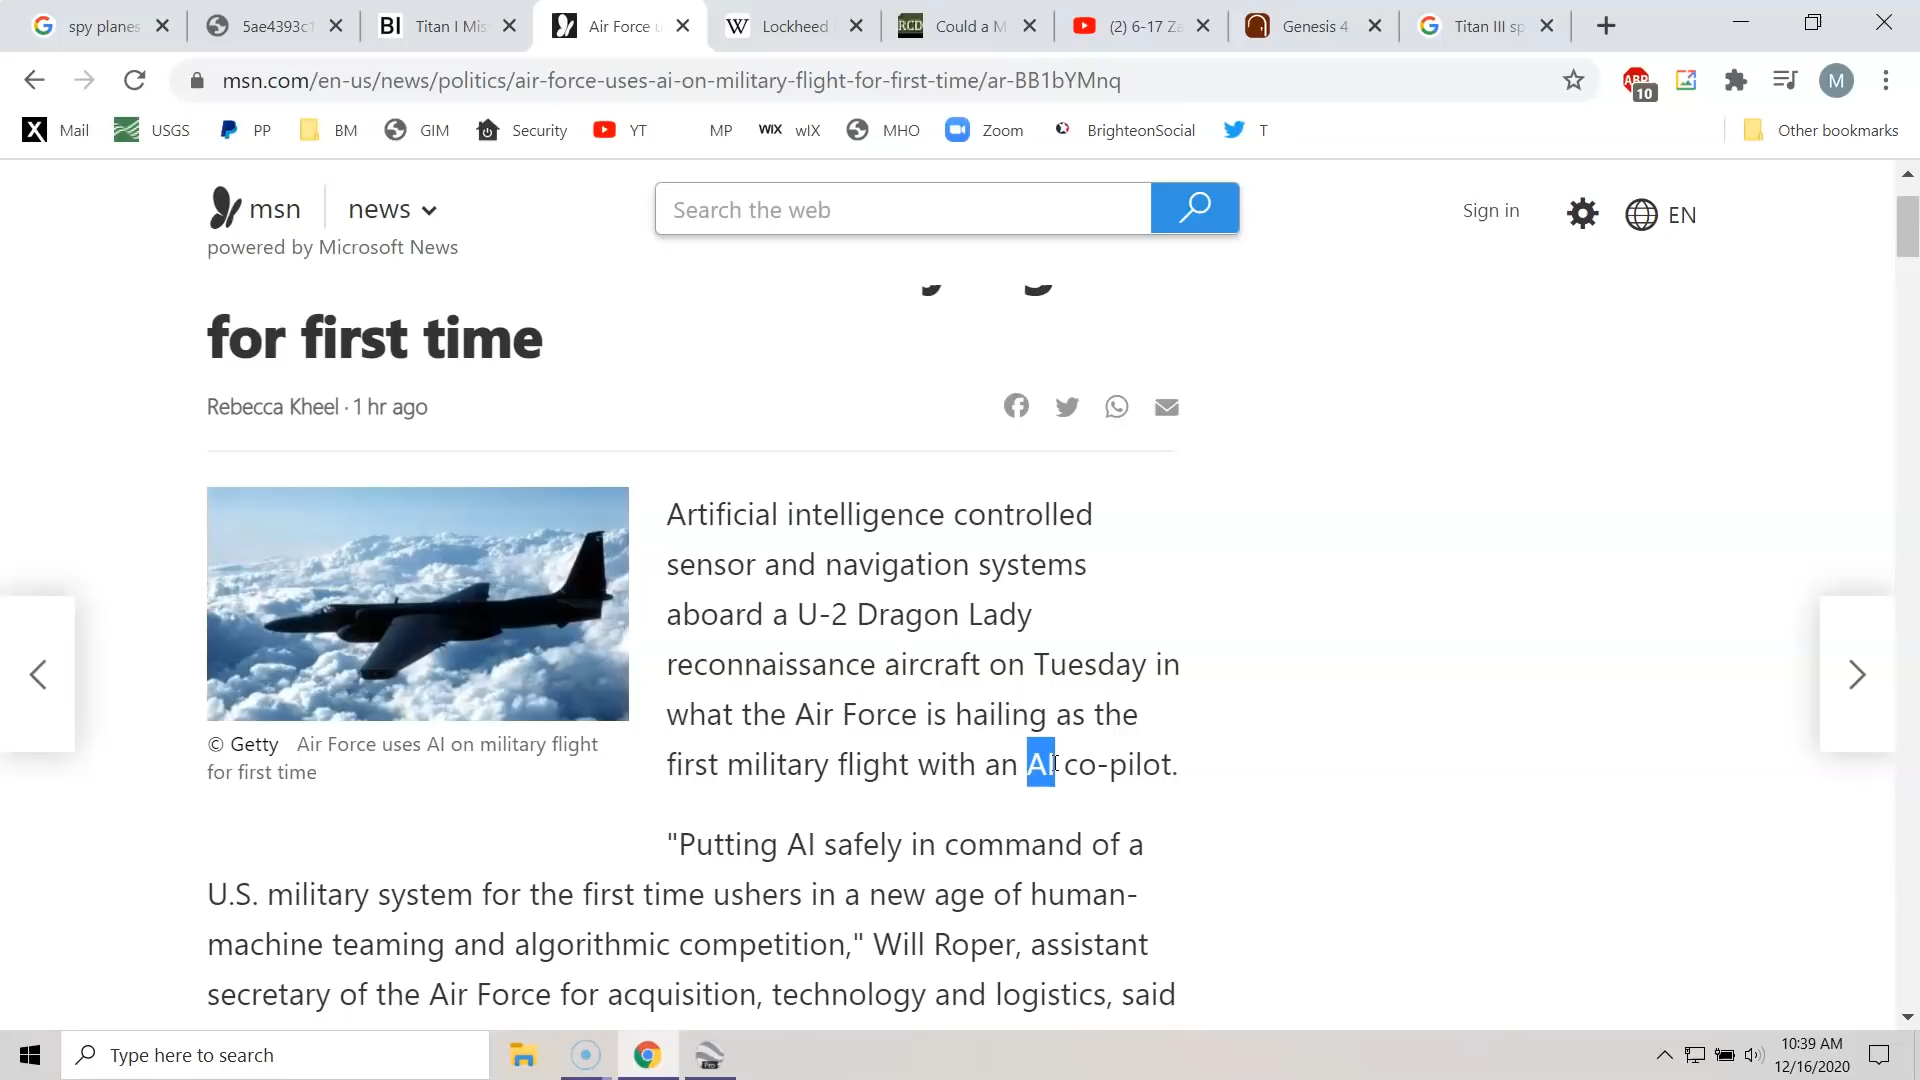 spy planes
5ae4393c1
BI Titan I Mis
Air Force u
W Lockheed
RCD Could a M
(2) 6-17 Za
Genesis 4
Titan III sp
msn.com/en-us/news/politics/air-force-uses-ai-on-military-flight-for-first-time/ar-BB1bYMnq
ABP
10
M
X Mail
USGS
PP
BM
GIM
Security
YT
MP
WIX wIX
MHO
Zoom
BrighteonSocial
T
Other bookmarks
msn
news
powered by Microsoft News
Search the web
Sign in
EN
for first time
Rebecca Kheel · 1 hr ago
Artificial intelligence controlled
sensor and navigation systems
aboard a U-2 Dragon Lady
reconnaissance aircraft on Tuesday in
what the Air Force is hailing as the
first military flight with an AI co-pilot.
© Getty Air Force uses AI on military flight
for first time
"Putting AI safely in command of a
U.S. military system for the first time ushers in a new age of human-
machine teaming and algorithmic competition," Will Roper, assistant
secretary of the Air Force for acquisition, technology and logistics, said
Type here to search
Pro
10:39 AM
12/16/2020